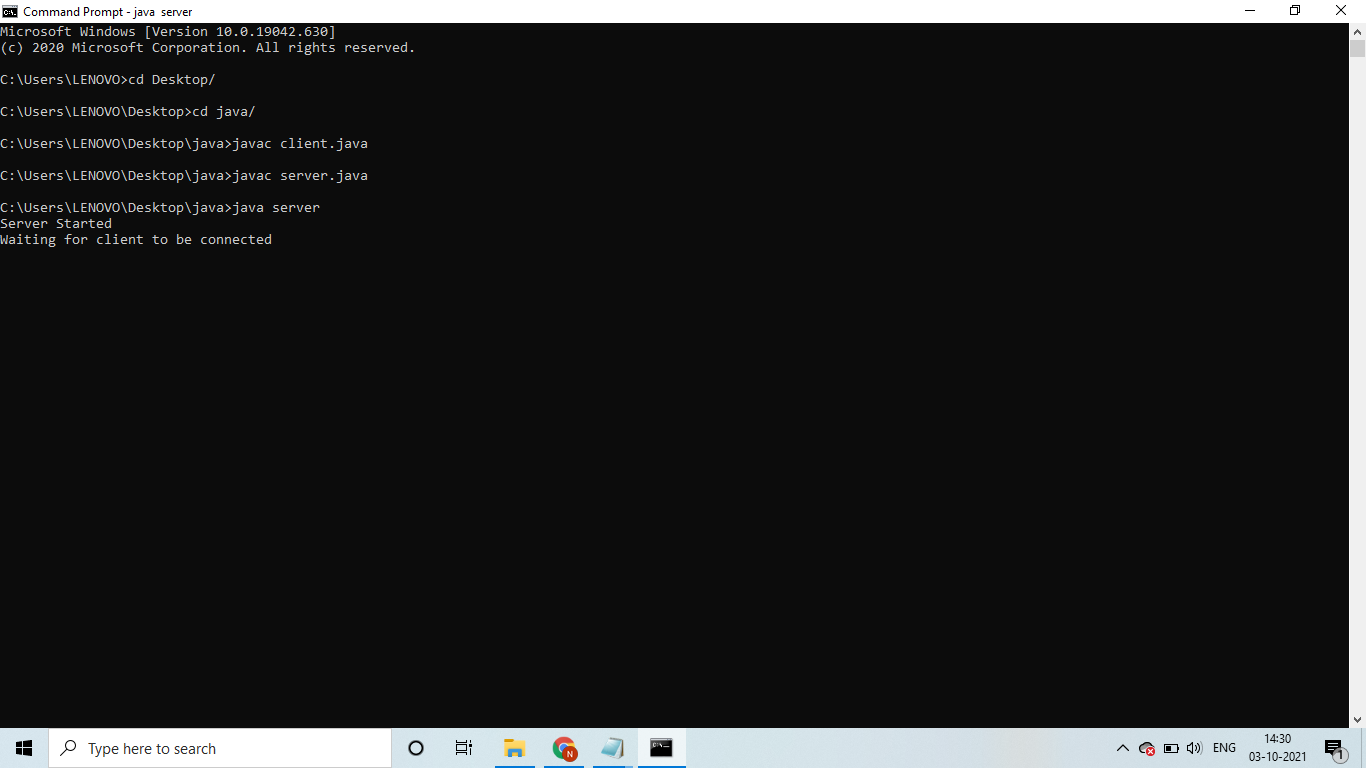 Command Prompt - java  server
Microsoft Windows [Version 10.0.19042.630]
(c) 2020 Microsoft Corporation. All rights reserved.
C:\Users\LENOVO>cd Desktop/
C:\Users\LENOVO\Desktop>cd java/
C:\Users\LENOVO\Desktop\java>javac client.java
C:\Users\LENOVO\Desktop\java>javac server.java
C:\Users\LENOVO\Desktop\java>java server
Server Started
Waiting for client to be connected
Type here to search
N
ENG
14:30
03-10-2021
1